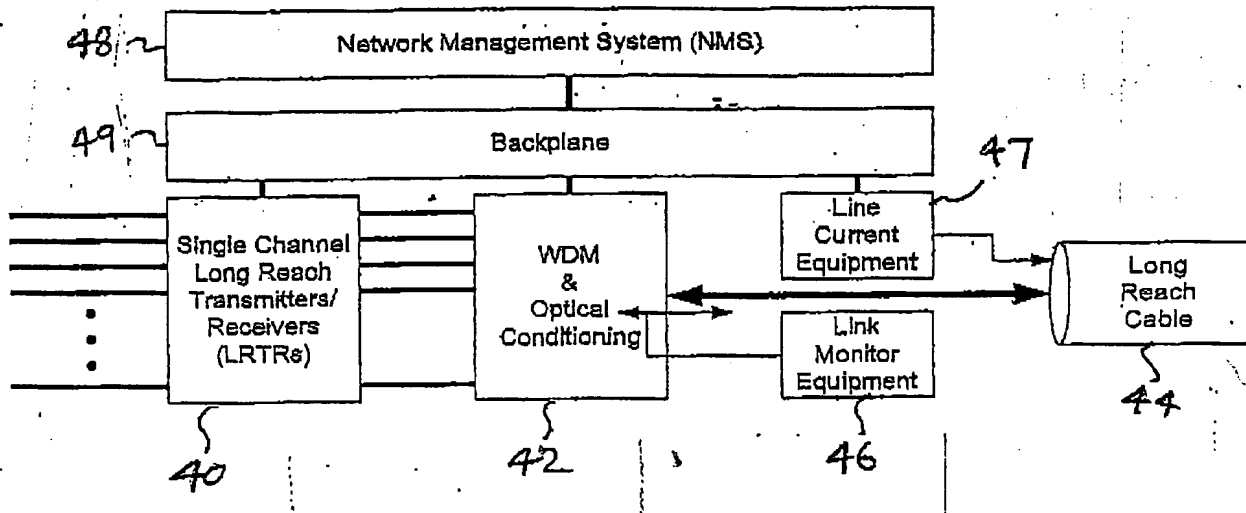 48
Network Management System (NMS)
49
Backplane
47
Single Channel
Long Reach
Transmitters/
Receivers
(LRTRs)
WDM
&
Optical
Conditioning
Line
Current
Equipment
Link
Monitor
Equipment
Long
Reach
Cable
40
42
46
44